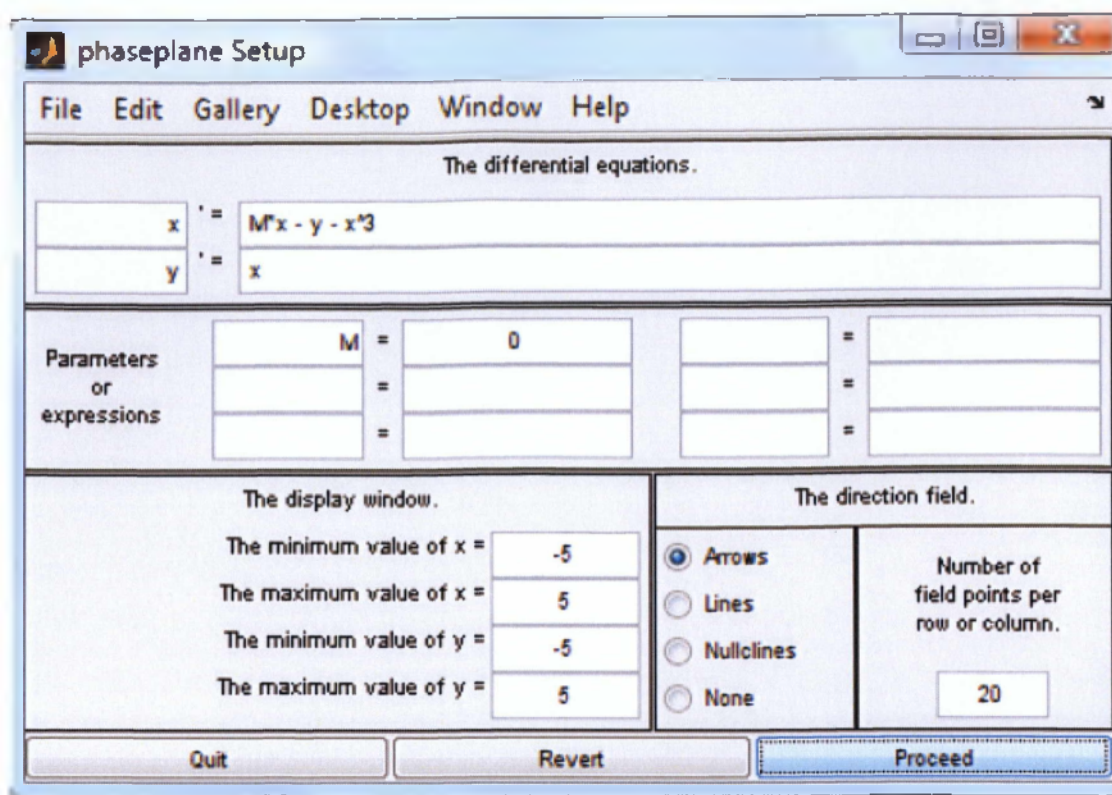 phaseplane Setup
File Edit Gallery Desktop Window Help
The differential equations.
x ' = M*x - y - x^3
y ' = x
Parameters
or
expressions
M = 0 =
= =
= =
The display window.
The minimum value of x = -5
The maximum value of x = 5
The minimum value of y = -5
The maximum value of y = 5
The direction field.
Arrows
Lines
Nullclines
None
Number of
field points per
row or column.
20
Quit Revert Proceed